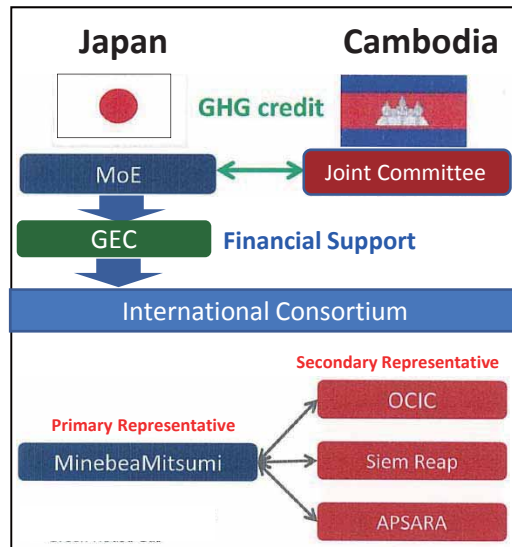 Japan
Cambodia
GHG credit
MoE
Joint Committee
GEC
Financial Support
International Consortium
Secondary Representative
Primary Representative
OCIC
MinebeaMitsumi
Siem Reap
APSARA